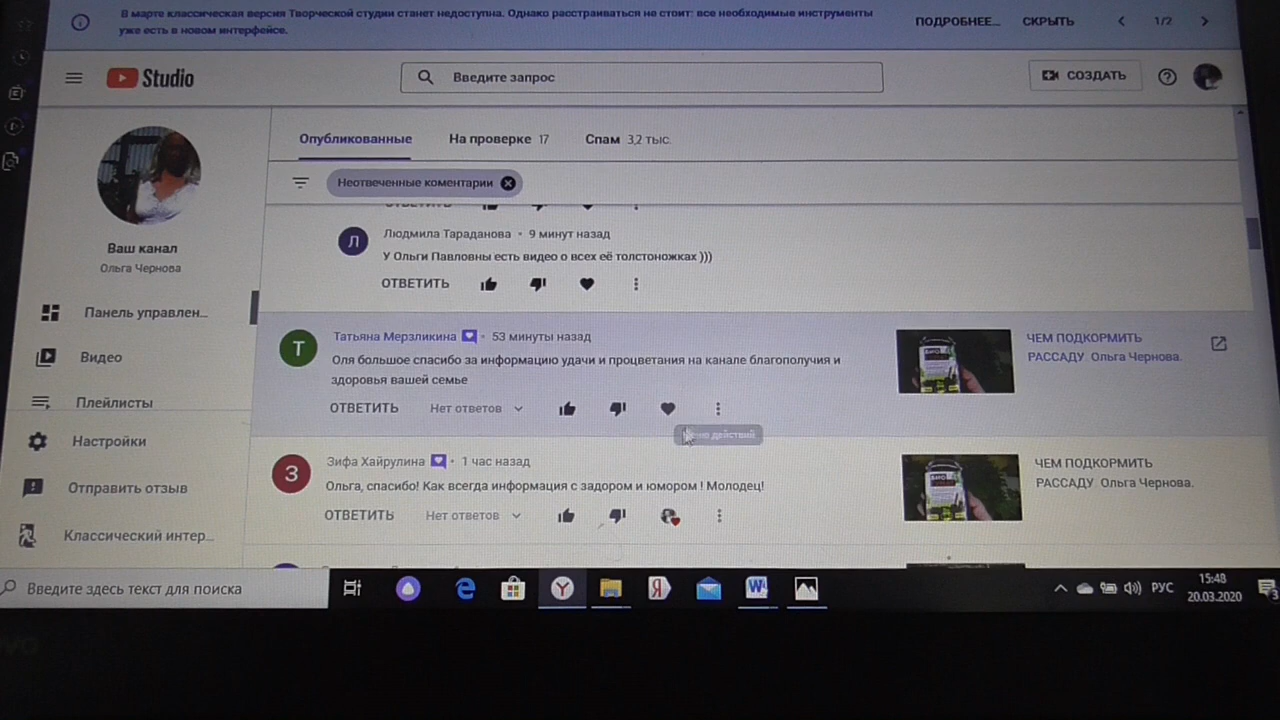 В марте классическая версия Творческой студии станет недоступна. Однако расстраиваться не стоит: все необходимые инструменты
уже есть в новом интерфейсе.
ПОДРОБНЕЕ...
СКРЫТЬ
1/2
Studio
Введите запрос
СОЗДАТЬ
Опубликованные
На проверке 17
Спам 3,2 тыс.
Неотвеченные коментарии
Ваш канал
Ольга Чернова
Панель управлен...
Видео
Плейлисты
Настройки
Отправить отзыв
Классический интер...
ОТВЕТИТЬ
Л
Людмила Тараданова • 9 минут назад
У Ольги Павловны есть видео о всех её толстоножках )))
ОТВЕТИТЬ
Т
Татьяна Мерзликина • 53 минуты назад
Оля большое спасибо за информацию удачи и процветания на канале благополучия и
здоровья вашей семье
ОТВЕТИТЬ Нет ответов
ЧЕМ ПОДКОРМИТЬ
РАССАДУ Ольга Чернова.
действий
З
Зифа Хайрулина • 1 час назад
Ольга, спасибо! Как всегда информация с задором и юмором ! Молодец!
ОТВЕТИТЬ Нет ответов
ЧЕМ ПОДКОРМИТЬ
РАССАДУ Ольга Чернова.
Введите здесь текст для поиска
РУС
15:48
20.03.2020
3